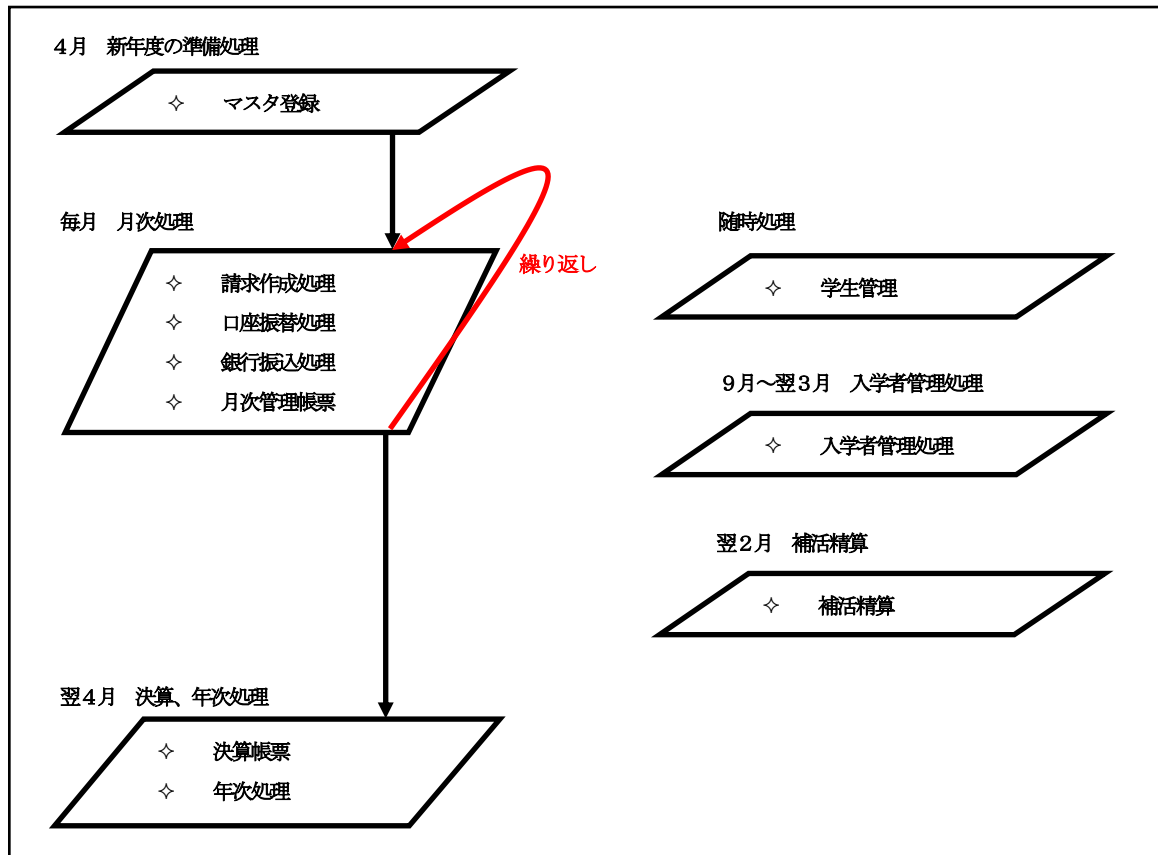 ４月　新年度の準備処理
✧　マスタ登録
毎月　月次処理
✧　請求作成処理
✧　口座振替処理
✧　銀行振込処理
✧　月次管理帳票
繰り返し
翌４月　決算、年次処理
✧　決算帳票
✧　年次処理
随時処理
✧　学生管理
９月～翌３月　入学者管理処理
✧　入学者管理処理
翌２月　補活精算
✧　補活精算